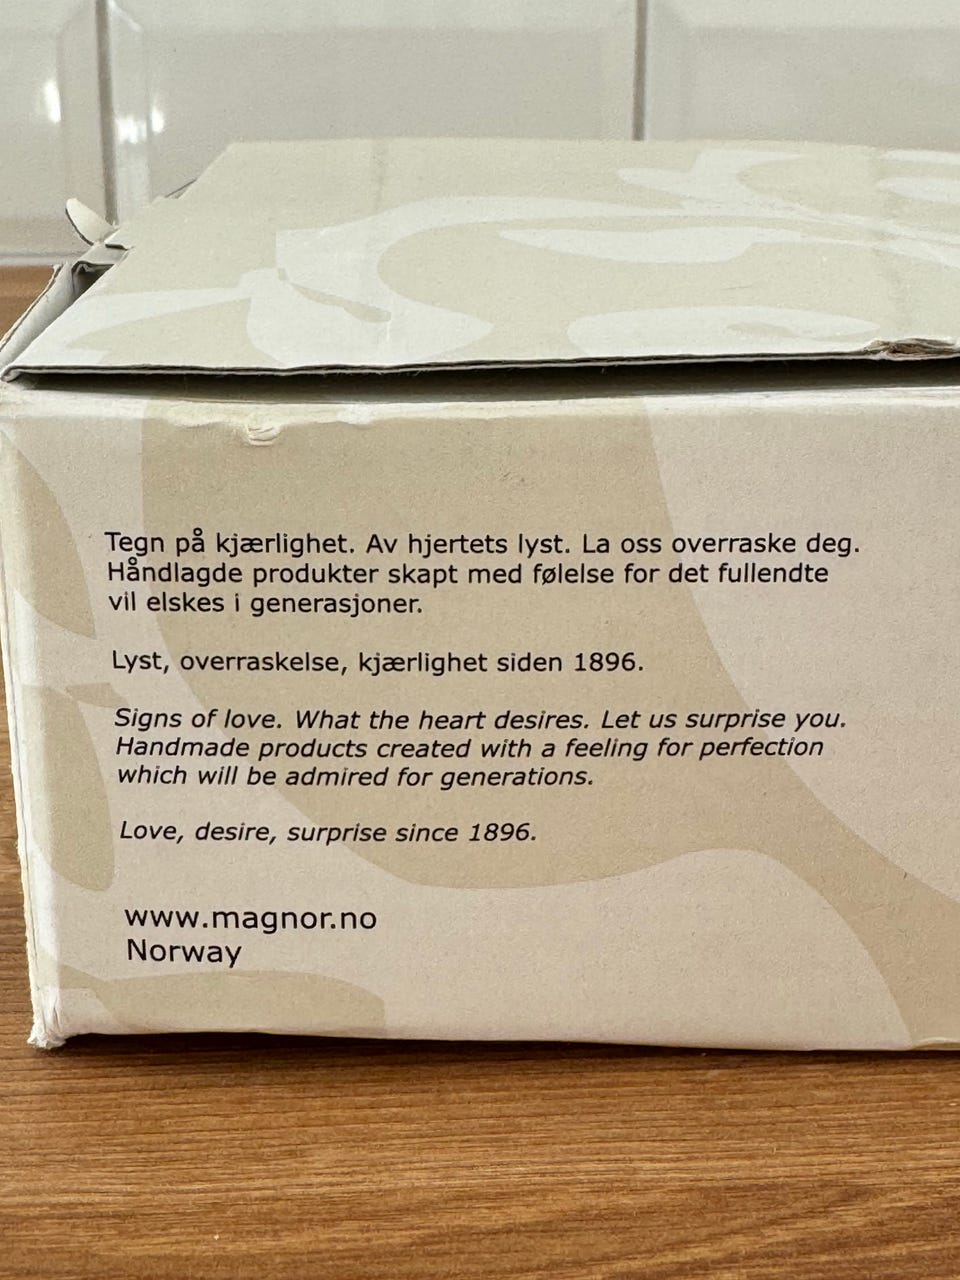 Tegn på kjærlighet. Av hjertets lyst. La oss overraske deg.
Håndlagde produkter skapt med følelse for det fullendte
vil elskes i generasjoner.
Lyst, overraskelse, kjærlighet siden 1896.
Signs of love. What the heart desires. Let us surprise you.
Handmade products created with a feeling for perfection
which will be admired for generations.
Love, desire, surprise since 1896.
www.magnor.no
Norway